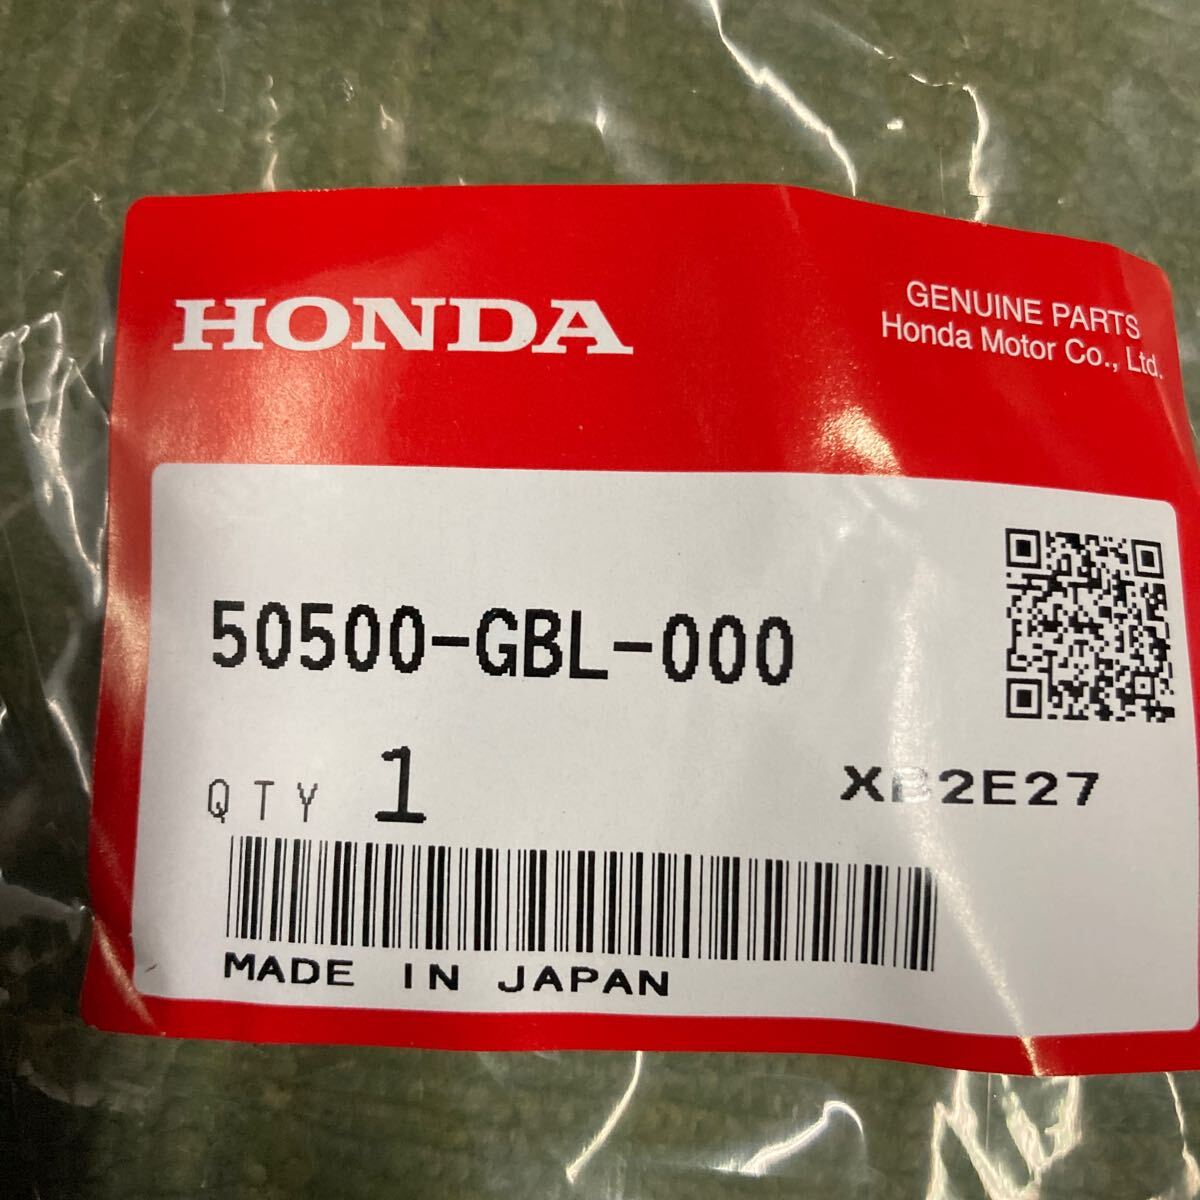 HONDA
GENUINE PARTS
Honda Motor Co., Ltd.
50500-GBL-000
QTY 1
XB2E27
MADE IN JAPAN